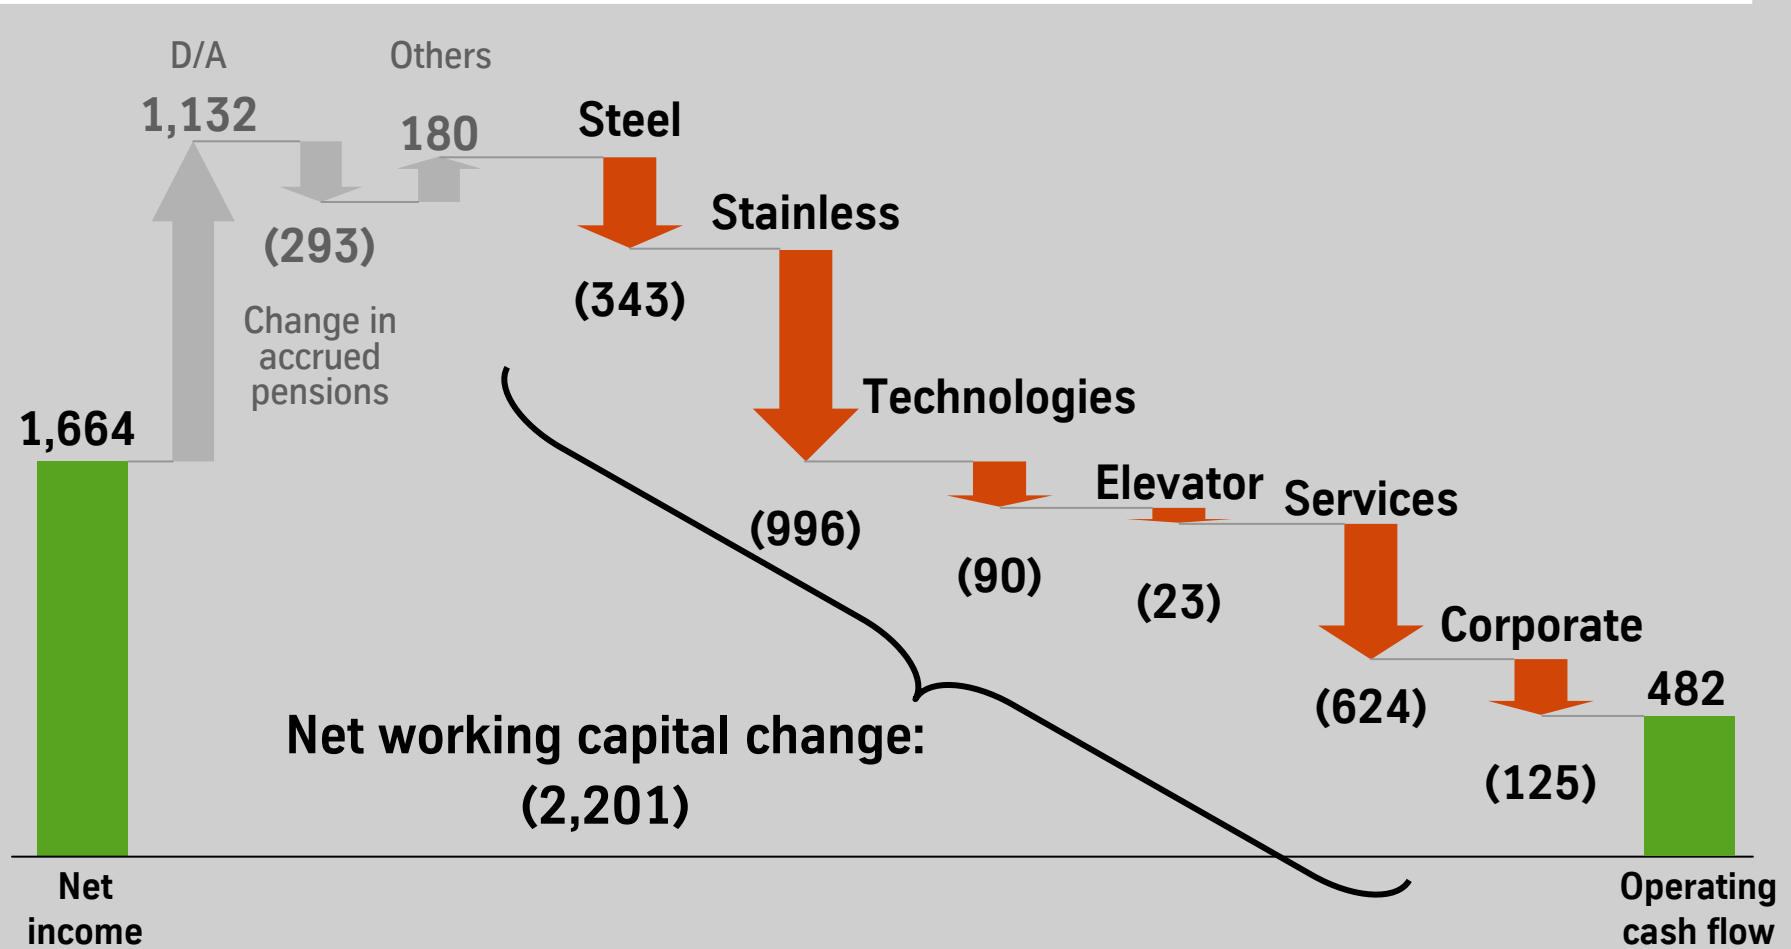 D/A
1,132
Others
180
Steel
Stainless
(293)
(343)
Change in
accrued
pensions
Technologies
1,664
Elevator
Services
(996)
(90)
(23)
Corporate
(624)
482
Net working capital change:
(2,201)
(125)
Net
income
Operating
cash flow